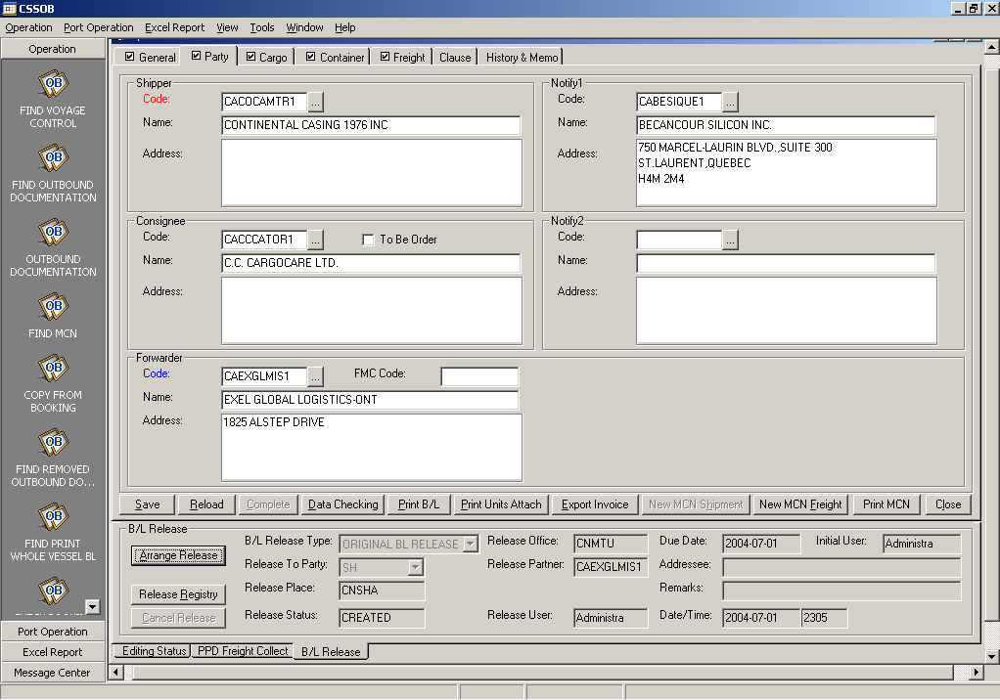 CSSOB
Operation Port Operation Excel Report View Tools Window Help
Operation
FIND VOYAGE
CONTROL
FIND OUTBOUND
DOCUMENTATION
OUTBOUND
DOCUMENTATION
FIND MCN
COPY FROM
BOOKING
FIND REMOVED
OUTBOUND DO...
FIND PRINT
WHOLE VESSEL BL
Port Operation
Excel Report
Message Center
General Party Cargo Container Freight Clause History & Memo
Shipper
Code: CACOCAMTR1 ...
Name: CONTINENTAL CASING 1976 INC
Address:
Notify1
Code: CABESIQUE1 ...
Name: BECANCOUR SILICON INC.
Address: 750 MARCEL-LAURIN BLVD.,SUITE 300
ST.LAURENT,QUEBEC
H4M 2M4
Consignee
Code: CACCCATOR1 ... To Be Order
Name: C.C. CARGOCARE LTD.
Address:
Notify2
Code: ...
Name:
Address:
Forwarder
Code: CAEXGLMIS1 ... FMC Code:
Name: EXEL GLOBAL LOGISTICS-ONT
Address: 1825 ALSTEP DRIVE
Save Reload Complete Data Checking Print B/L Print Units Attach Export Invoice New MCN Shipment New MCN Freight Print MCN Close
B/L Release
Arrange Release
Release Registry
Cancel Release
B/L Release Type: ORIGINAL BL RELEASE Release Office: CNMTU Due Date: 2004-07-01 Initial User: Administra
Release To Party: SH Release Partner: CAEXGLMIS1 Addressee:
Release Place: CNSHA Remarks:
Release Status: CREATED Release User: Administra Date/Time: 2004-07-01 2305
Editing Status PPD Freight Collect B/L Release